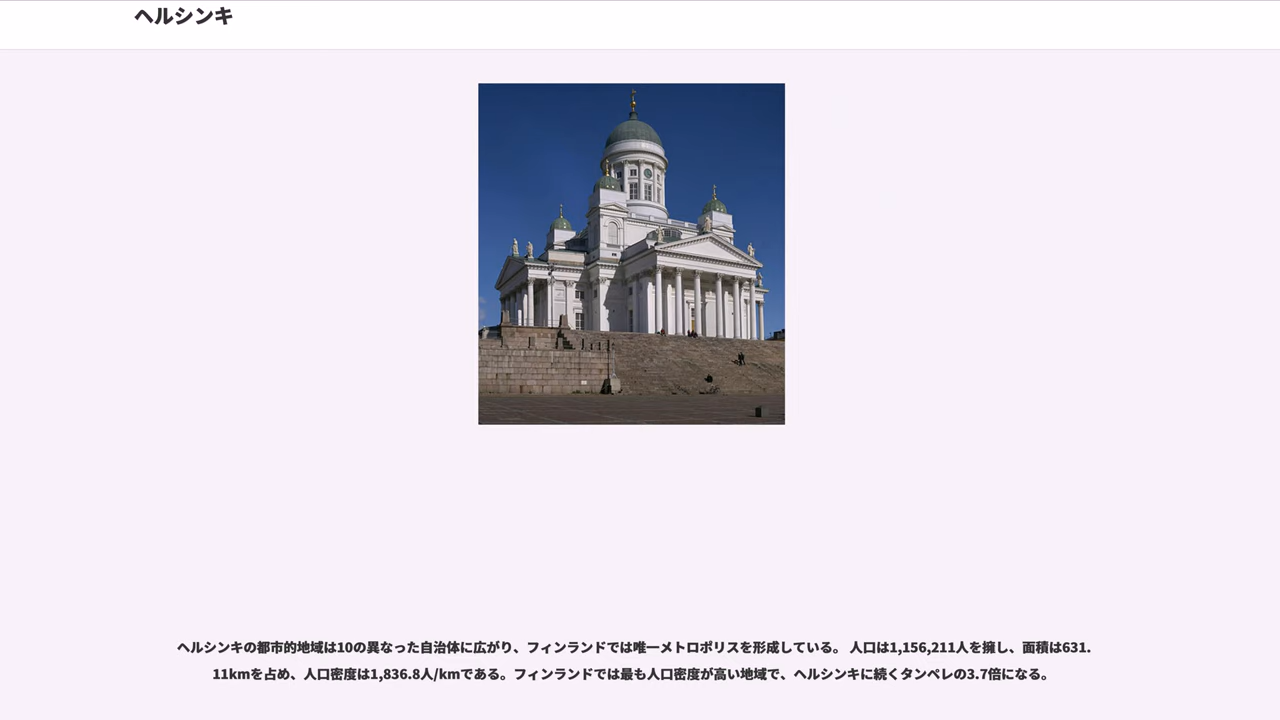 ヘルシンキ
ヘルシンキの都市的地域は10の異なった自治体に広がり、フィンランドでは唯一メトロポリスを形成している。 人口は1,156,211人を擁し、面積は631.
11kmを占め、人口密度は1,836.8人/kmである。フィンランドでは最も人口密度が高い地域で、ヘルシンキに続くタンペレの3.7倍になる。